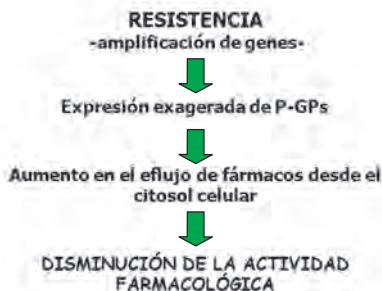 RESISTENCIA
-amplificación de genes-
Expresión exagerada de P-GPs
Aumento en el eflujo de fármacos desde el
citosol celular
DISMINUCIÓN DE LA ACTIVIDAD
FARMACOLÓGICA